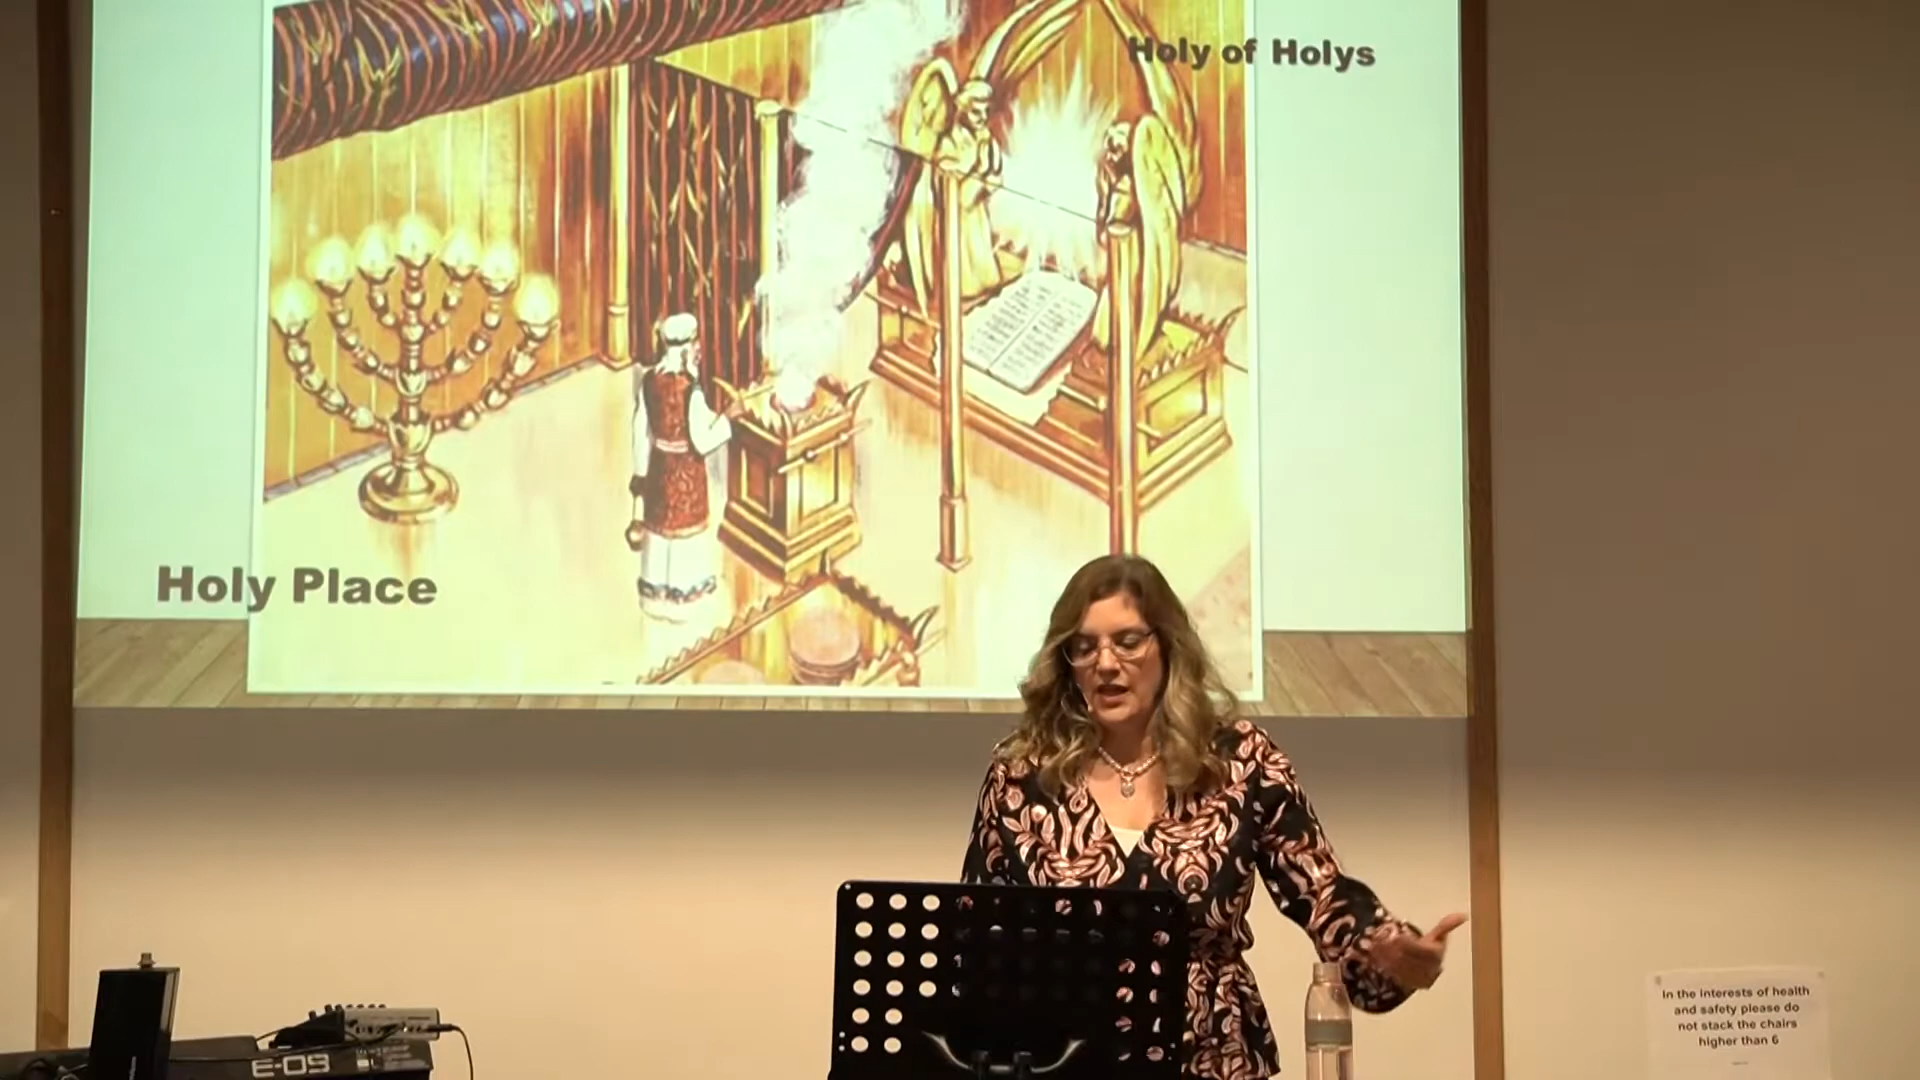 Holy of Holys
Holy Place
E-09
In the interests of health
and safety please do
not stack the chairs
higher than 6